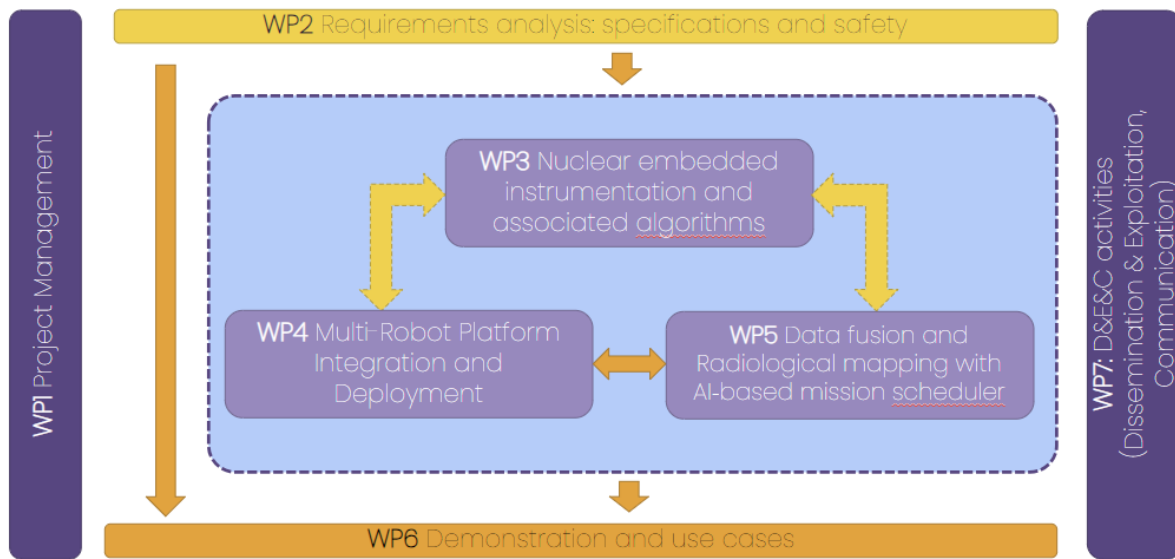 WP1 Project Management
WP2 Requirements analysis: specifications and safety
WP3 Nuclear embedded
instrumentation and
associated algorithms
WP4 Multi-Robot Platform
Integration and
Deployment
WP5 Data fusion and
Radiological mapping with
AI-based mission scheduler
WP6 Demonstration and use cases
WP7: D&E&C activities
(Dissemination & Exploitation,
Communication)